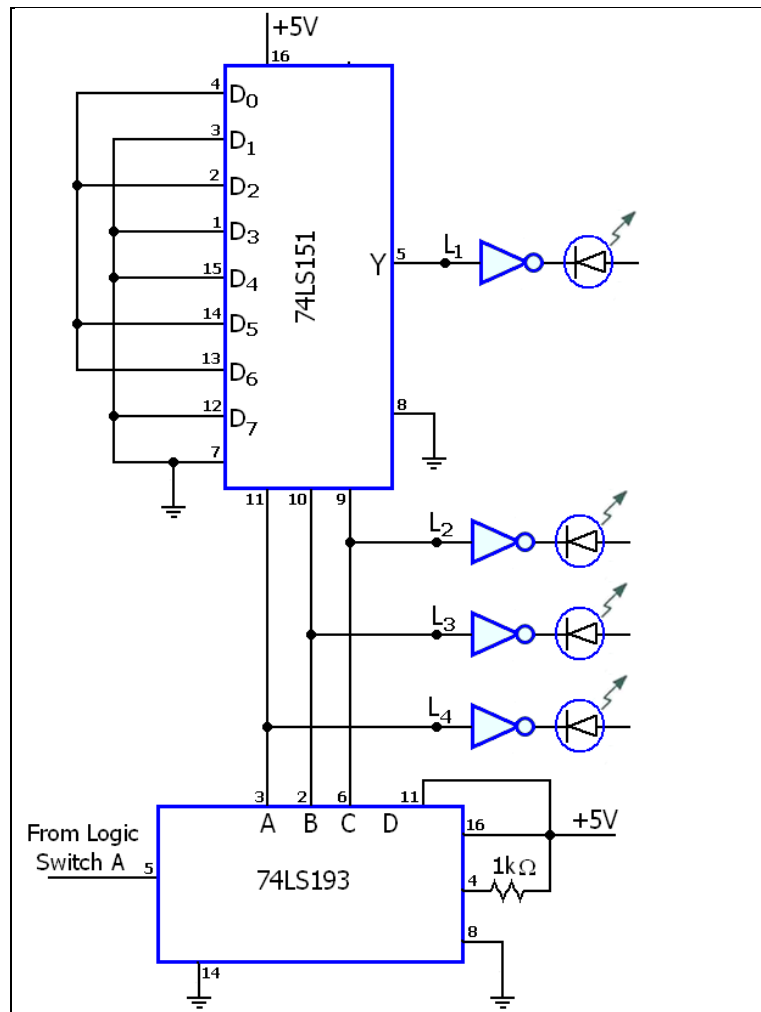 +5V
16
4 D0
3 D1
2 D2
1 D3
15 D4
14 D5
13 D6
12 D7
7
74LS151
Y 5
L1
8
11 10 9
L2
L3
L4
3 2 6 11
A B C D
16 +5V
From Logic
Switch A 5
74LS193
4 1kΩ
8
14